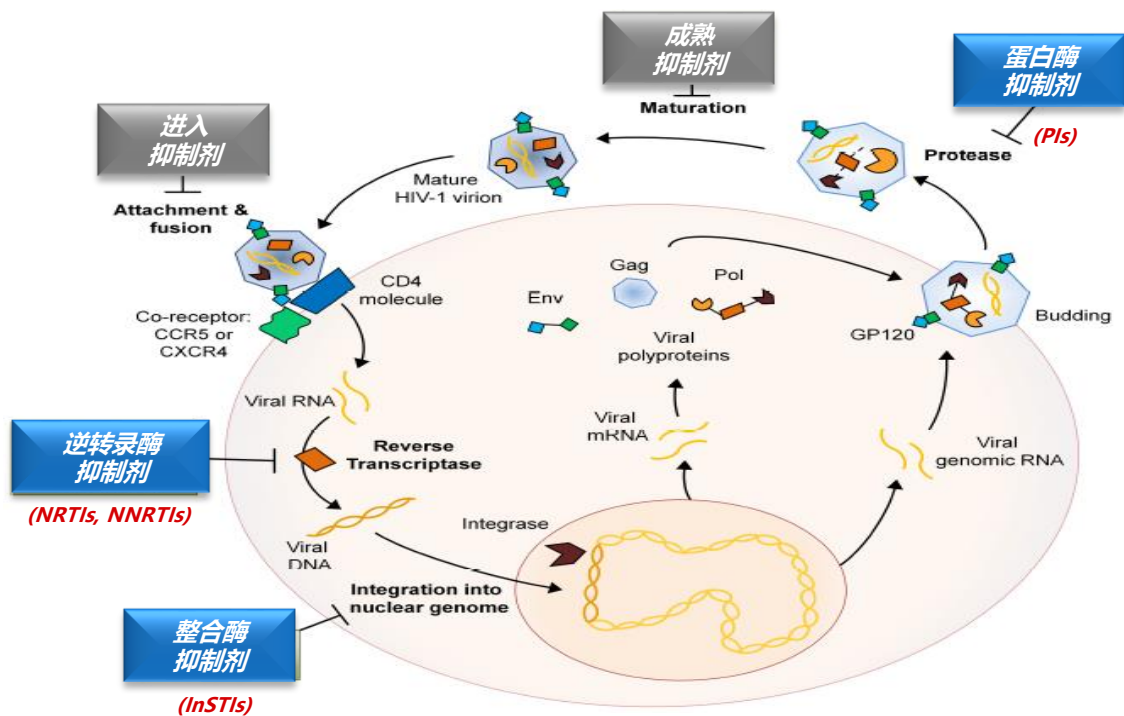 成熟
抑制剂
Maturation
蛋白酶
抑制剂
(PIs)
Protease
进入
抑制剂
Attachment &
fusion
Mature
HIV-1 virion
CD4
molecule
Co-receptor:
CCR5 or
CXCR4
Gag
Pol
Env
Viral
polyproteins
GP120
Budding
Viral RNA
逆转录酶
抑制剂
(NRTIs, NNRTIs)
Reverse
Transcriptase
Viral
mRNA
Viral
genomic RNA
Viral
DNA
Integrase
Integration into
nuclear genome
整合酶
抑制剂
(InSTIs)